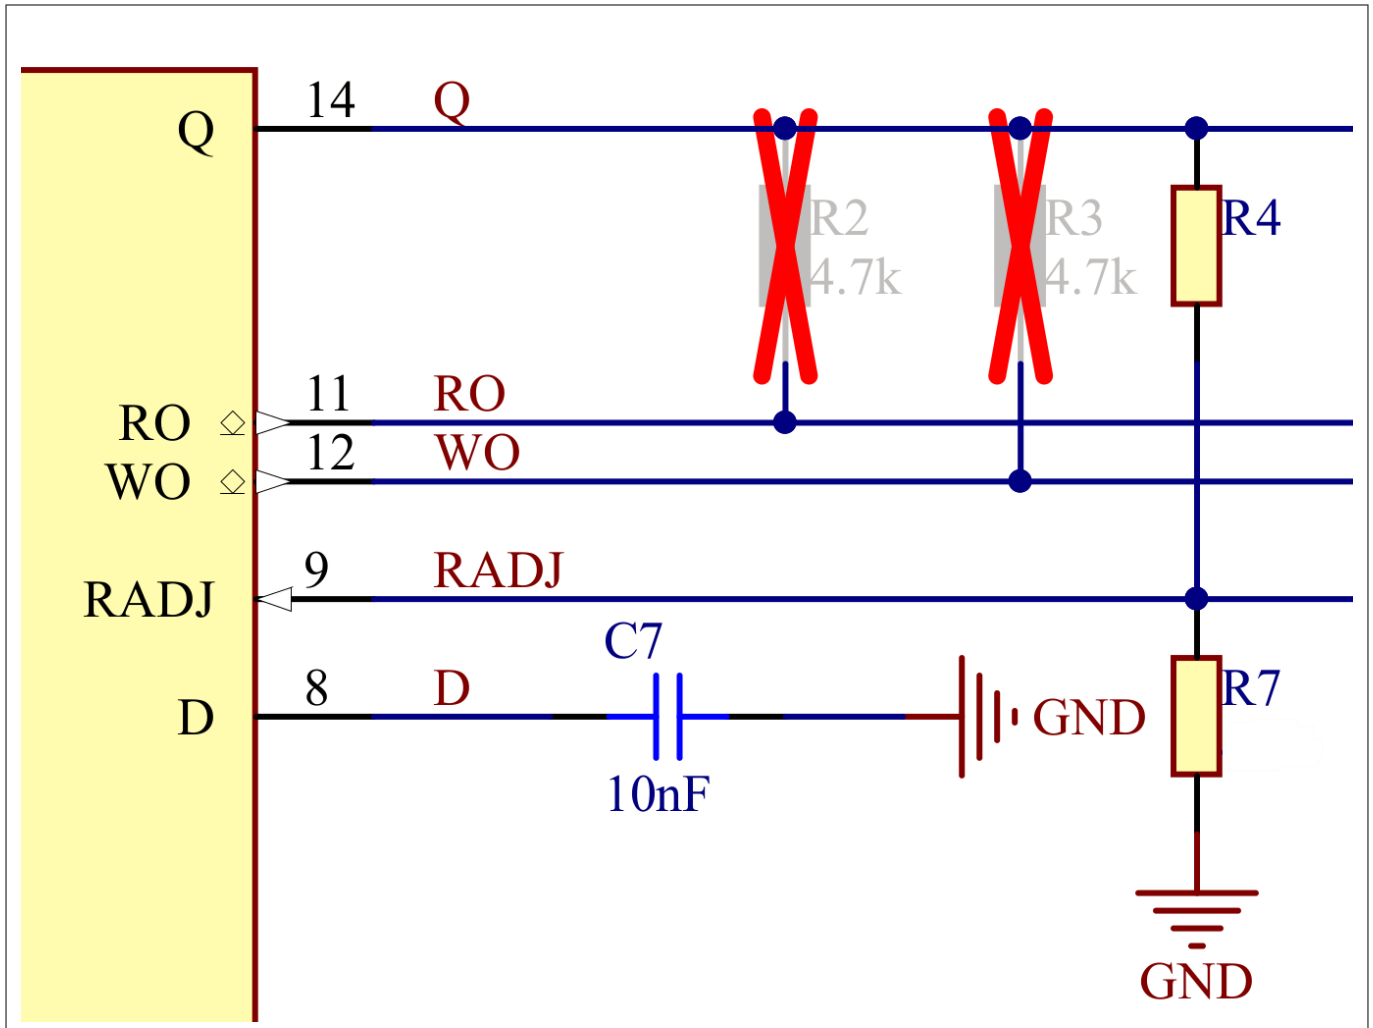 14 Q
Q
R2
4.7k
R3
4.7k
R4
11 RO
RO
12 WO
WO
9 RADJ
RADJ
C7
8 D
D
10nF
GND
R7
GND